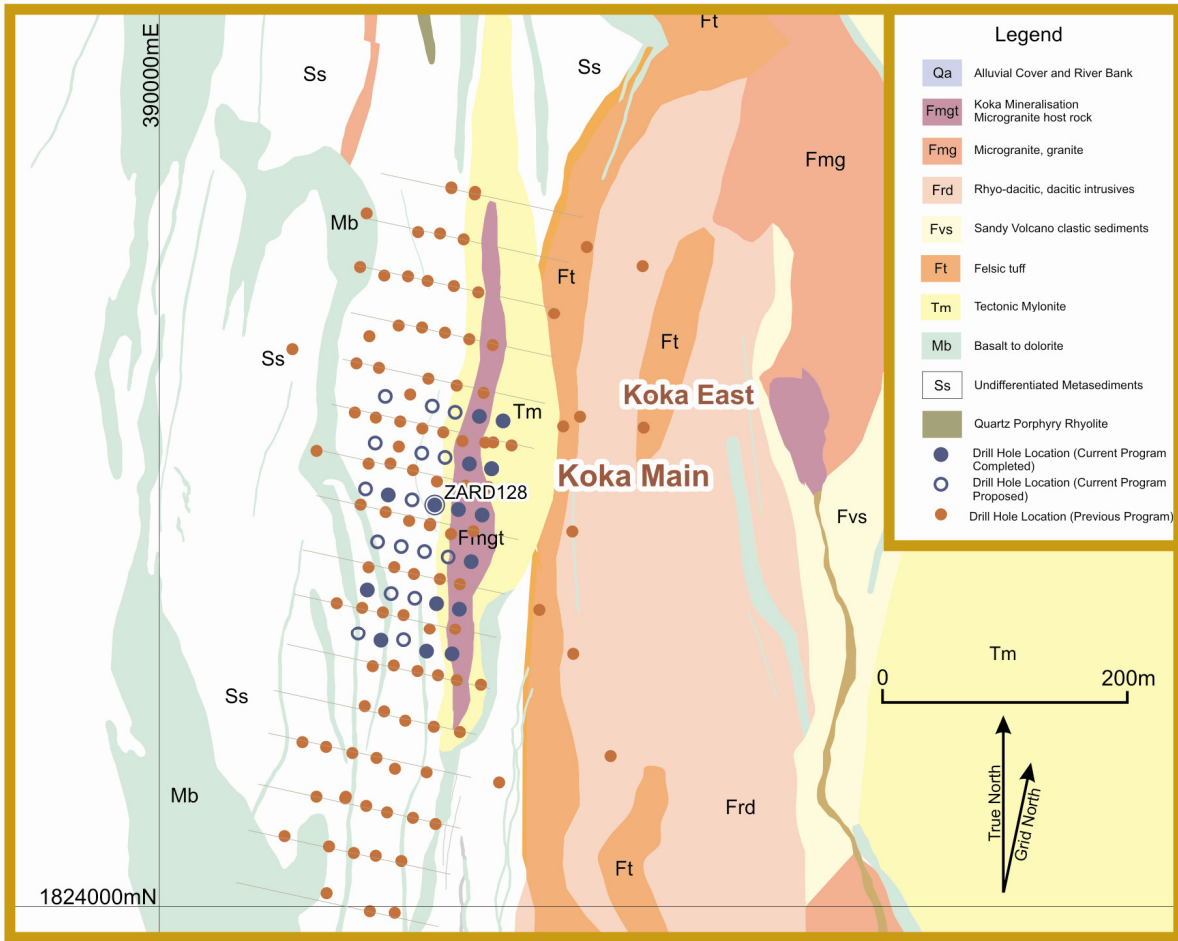 390000mE
Ss
Ss
Ft
Mb
Ft
Fmg
Ft
Ss
Koka East
Tm
Koka Main
ZARD128
Fmgt
Fvs
Ss
Mb
Frd
Ft
1824000mN
Legend
Qa Alluvial Cover and River Bank
Fmgt Koka Mineralisation
Microgranite host rock
Fmg Microgranite, granite
Frd Rhyo-dacitic, dacitic intrusives
Fvs Sandy Volcano clastic sediments
Ft Felsic tuff
Tm Tectonic Mylonite
Mb Basalt to dolorite
Ss Undifferentiated Metasediments
Quartz Porphyry Rhyolite
Drill Hole Location (Current Program
Completed)
Drill Hole Location (Current Program
Proposed)
Drill Hole Location (Previous Program)
Tm
0 200m
True North
Grid North